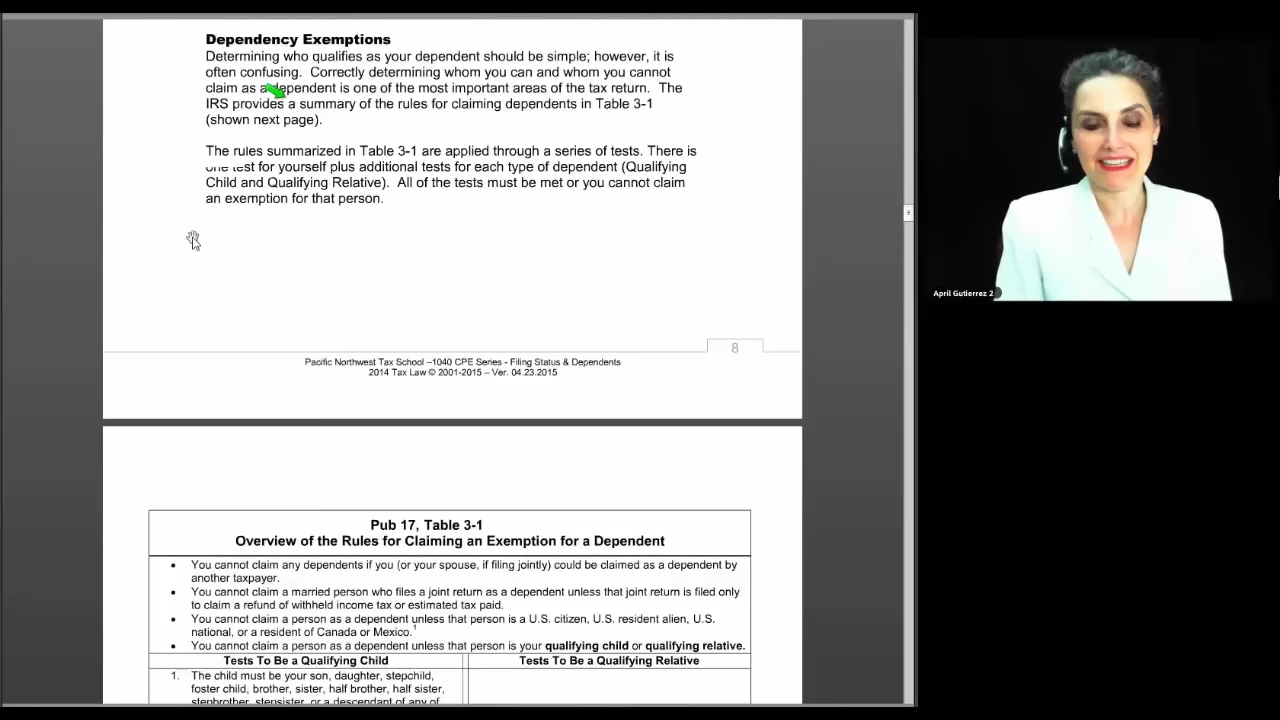 Dependency Exemptions
Determining who qualifies as your dependent should be simple; however, it is
often confusing. Correctly determining whom you can and whom you cannot
claim as a dependent is one of the most important areas of the tax return. The
IRS provides a summary of the rules for claiming dependents in Table 3-1
(shown next page).
The rules summarized in Table 3-1 are applied through a series of tests. There is
one test for yourself plus additional tests for each type of dependent (Qualifying
Child and Qualifying Relative). All of the tests must be met or you cannot claim
an exemption for that person.
8
Pacific Northwest Tax School –1040 CPE Series - Filing Status & Dependents
2014 Tax Law © 2001-2015 – Ver. 04.23.2015
Pub 17, Table 3-1
Overview of the Rules for Claiming an Exemption for a Dependent
• You cannot claim any dependents if you (or your spouse, if filing jointly) could be claimed as a dependent by
another taxpayer.
• You cannot claim a married person who files a joint return as a dependent unless that joint return is filed only
to claim a refund of withheld income tax or estimated tax paid.
• You cannot claim a person as a dependent unless that person is a U.S. citizen, U.S. resident alien, U.S.
national, or a resident of Canada or Mexico.1
• You cannot claim a person as a dependent unless that person is your qualifying child or qualifying relative.
Tests To Be a Qualifying Child
Tests To Be a Qualifying Relative
1. The child must be your son, daughter, stepchild,
foster child, brother, sister, half brother, half sister,
stepbrother, stepsister, or a descendant of any of
April Gutierrez 2